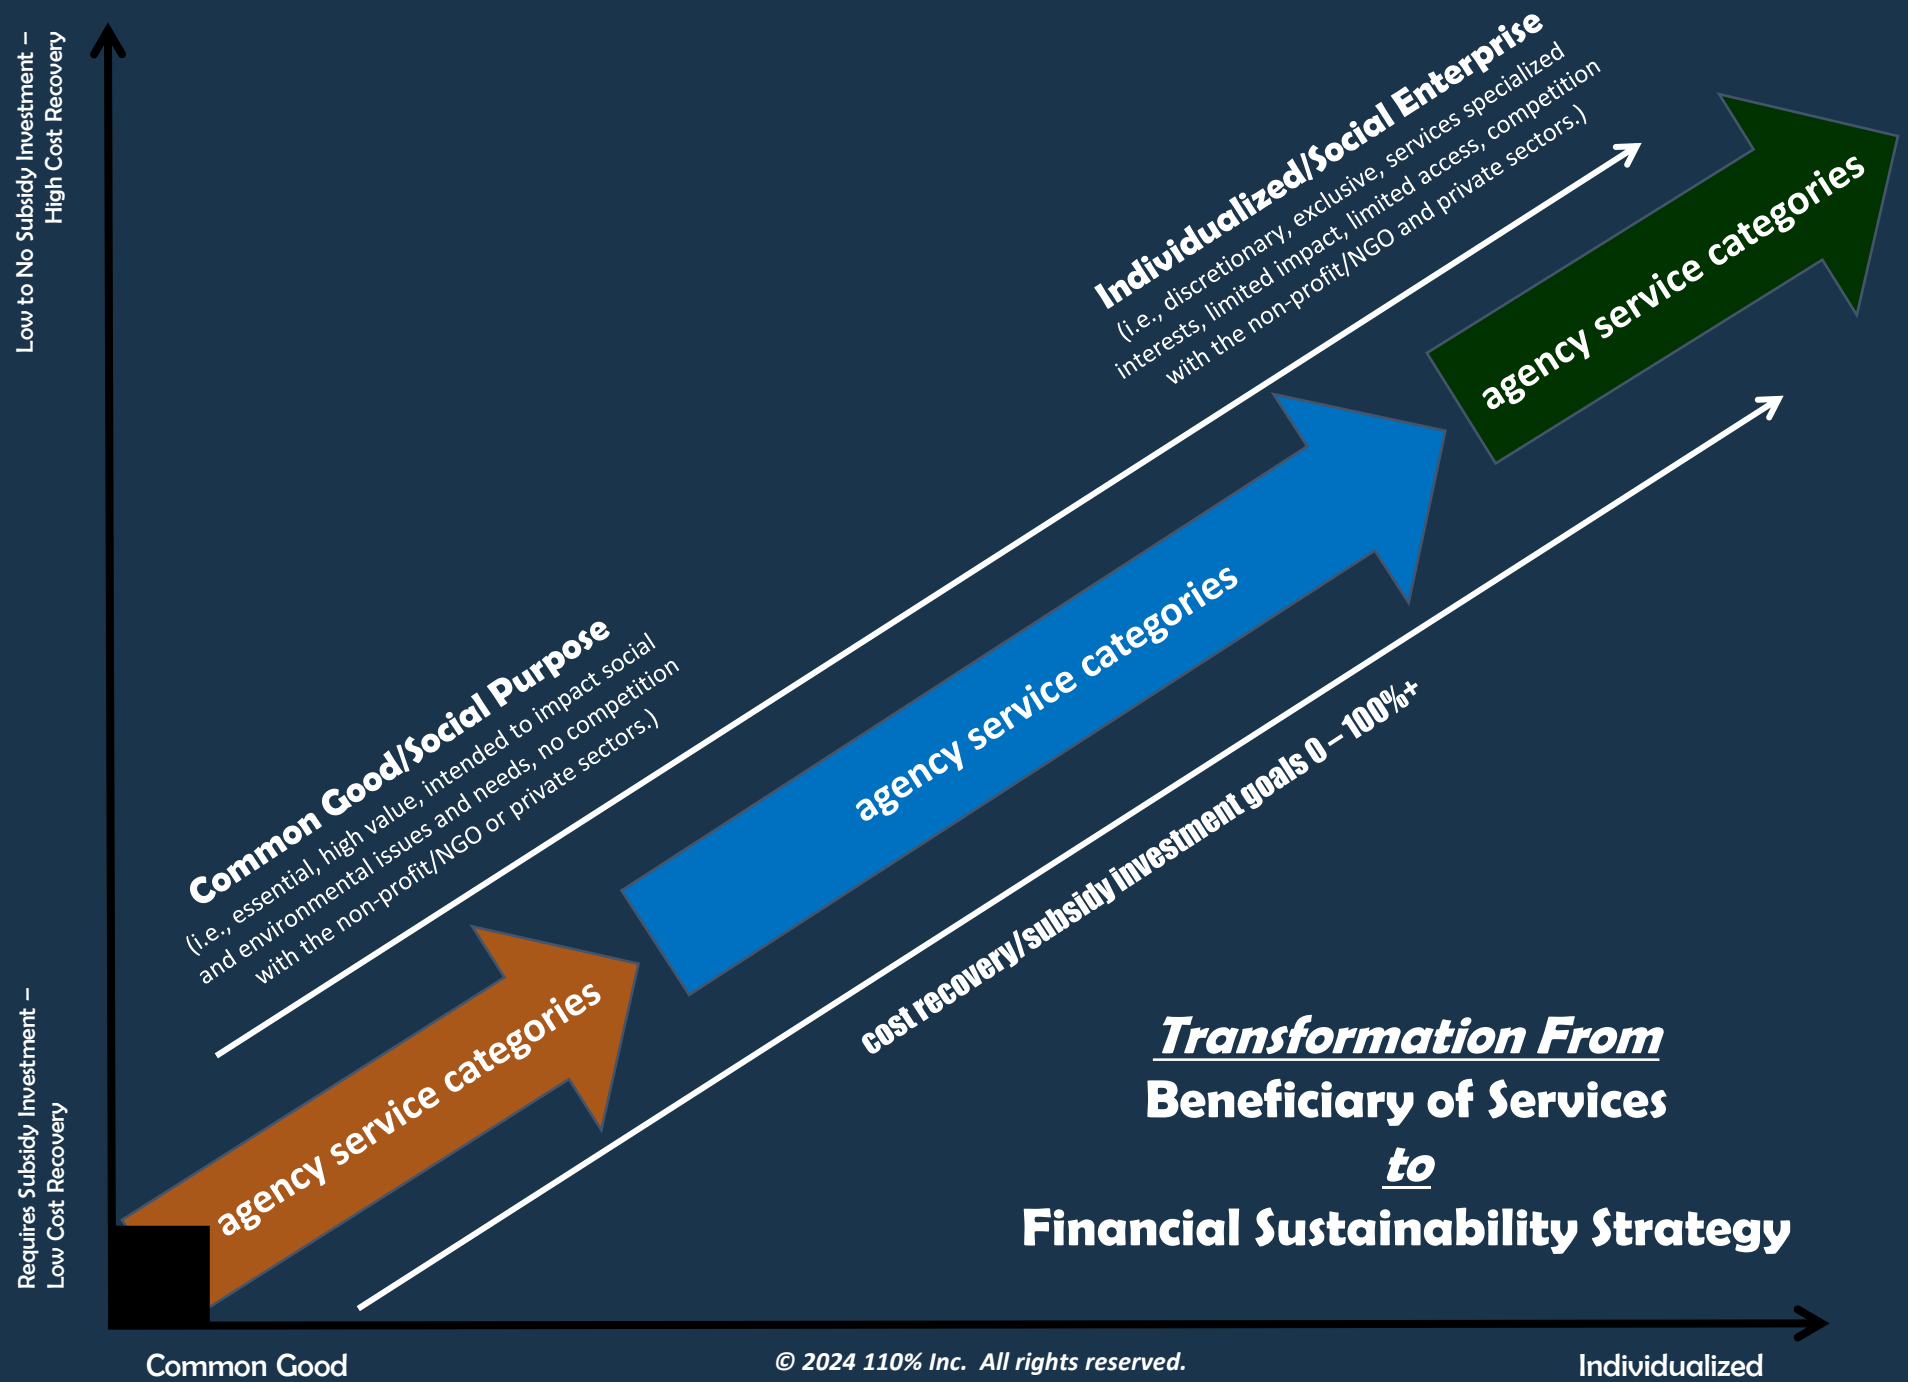 Low to No Subsidy Investment –
High Cost Recovery
Individualized/Social Enterprise
(i.e., discretionary, exclusive, services specialized
interests, limited impact, limited access, competition
with the non-profit/NGO and private sectors.)
agency service categories
Common Good/Social Purpose
(i.e., essential, high value, intended to impact social
and environmental issues and needs, no competition
with the non-profit/NGO or private sectors.)
agency service categories
cost recovery/subsidy investment goals 0 – 100%+
agency service categories
Requires Subsidy Investment –
Low Cost Recovery
Transformation From
Beneficiary of Services
to
Financial Sustainability Strategy
Common Good
© 2024 110% Inc. All rights reserved.
Individualized